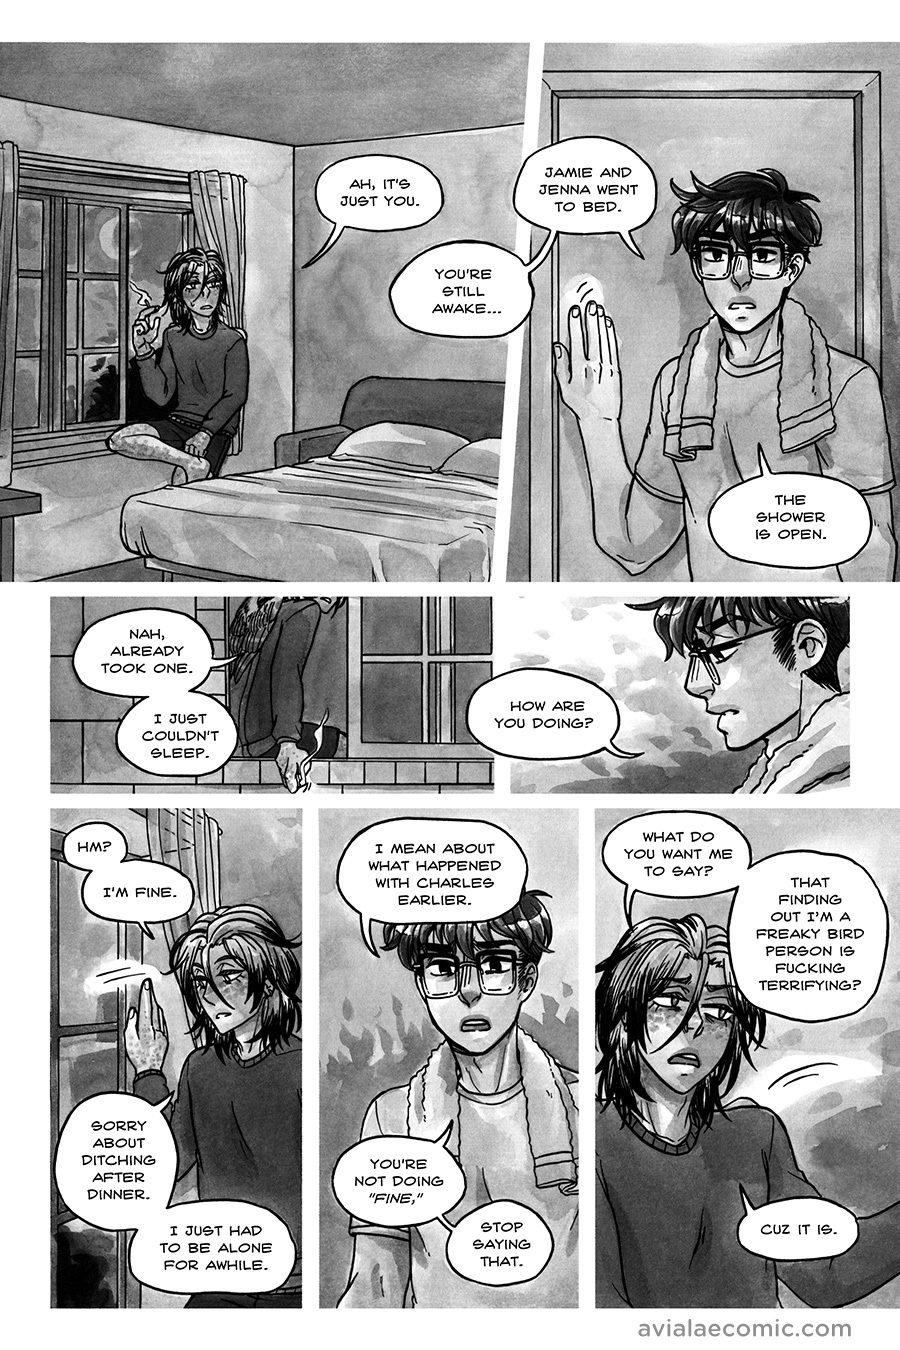 AH, IT'S
JUST YOU.
JAMIE AND
JENNA WENT
TO BED.
YOU'RE
STILL
AWAKE...
THE
SHOWER
IS OPEN.
NAH,
ALREADY
TOOK ONE.
I JUST
COULDN'T
SLEEP.
HOW ARE
YOU DOING?
HM?
I'M FINE.
SORRY
ABOUT
DITCHING
AFTER
DINNER.
I JUST HAD
TO BE ALONE
FOR AWHILE.
I MEAN ABOUT
WHAT HAPPENED
WITH CHARLES
EARLIER.
YOU'RE
NOT DOING
"FINE,"
STOP
SAYING
THAT.
WHAT DO
YOU WANT ME
TO SAY?
THAT
FINDING
OUT I'M A
FREAKY BIRD
PERSON IS
FUCKING
TERRIFYING?
CUZ IT IS.
avialaecomic.com